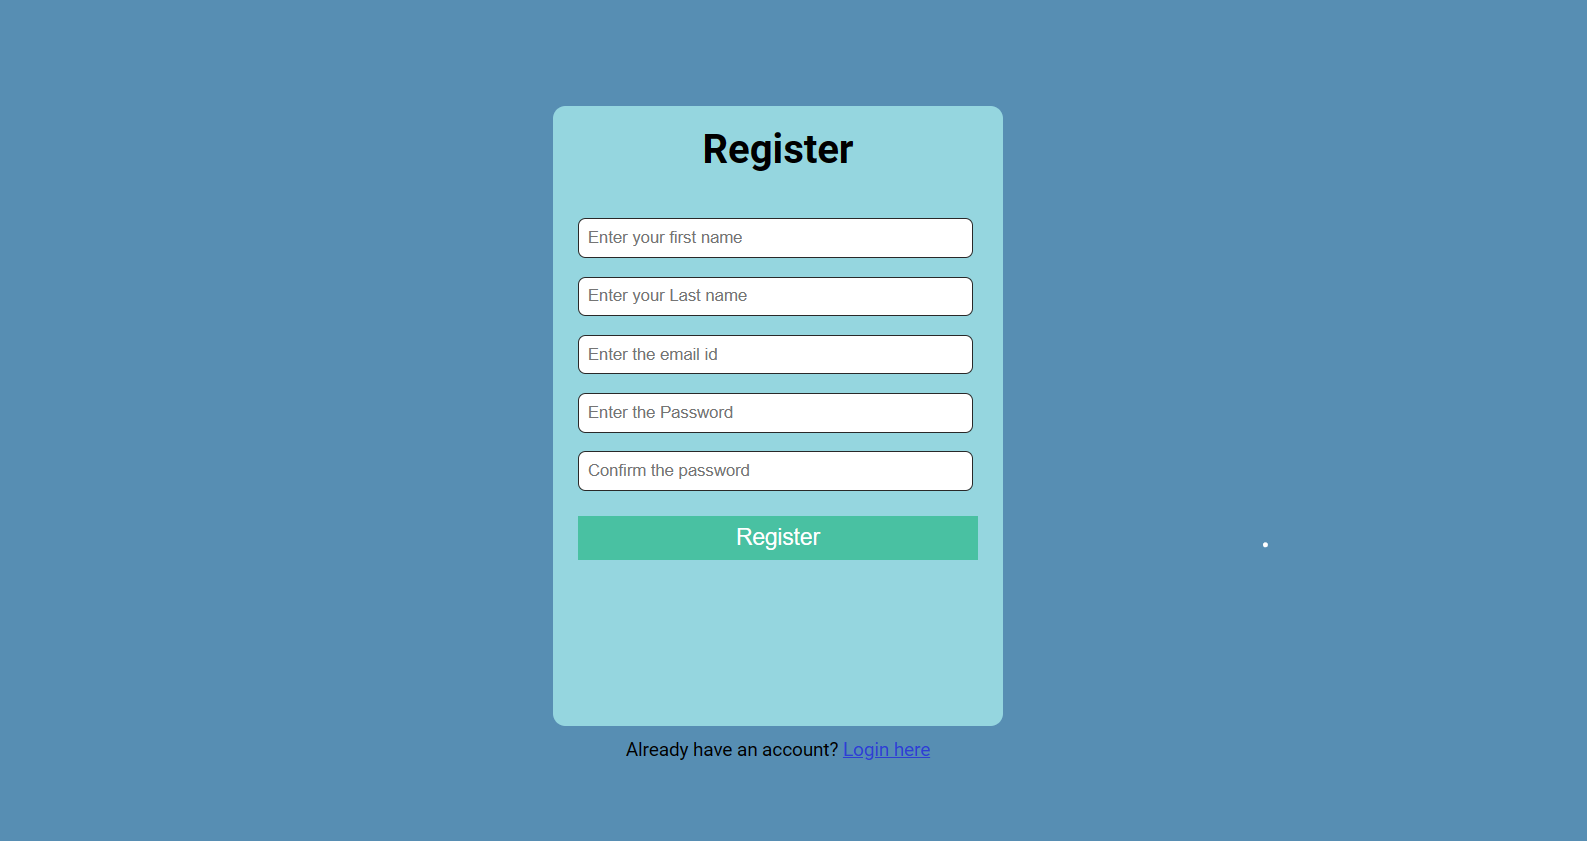 Register
Enter your first name
Enter your Last name
Enter the email id
Enter the Password
Confirm the password
Register
Already have an account? Login here